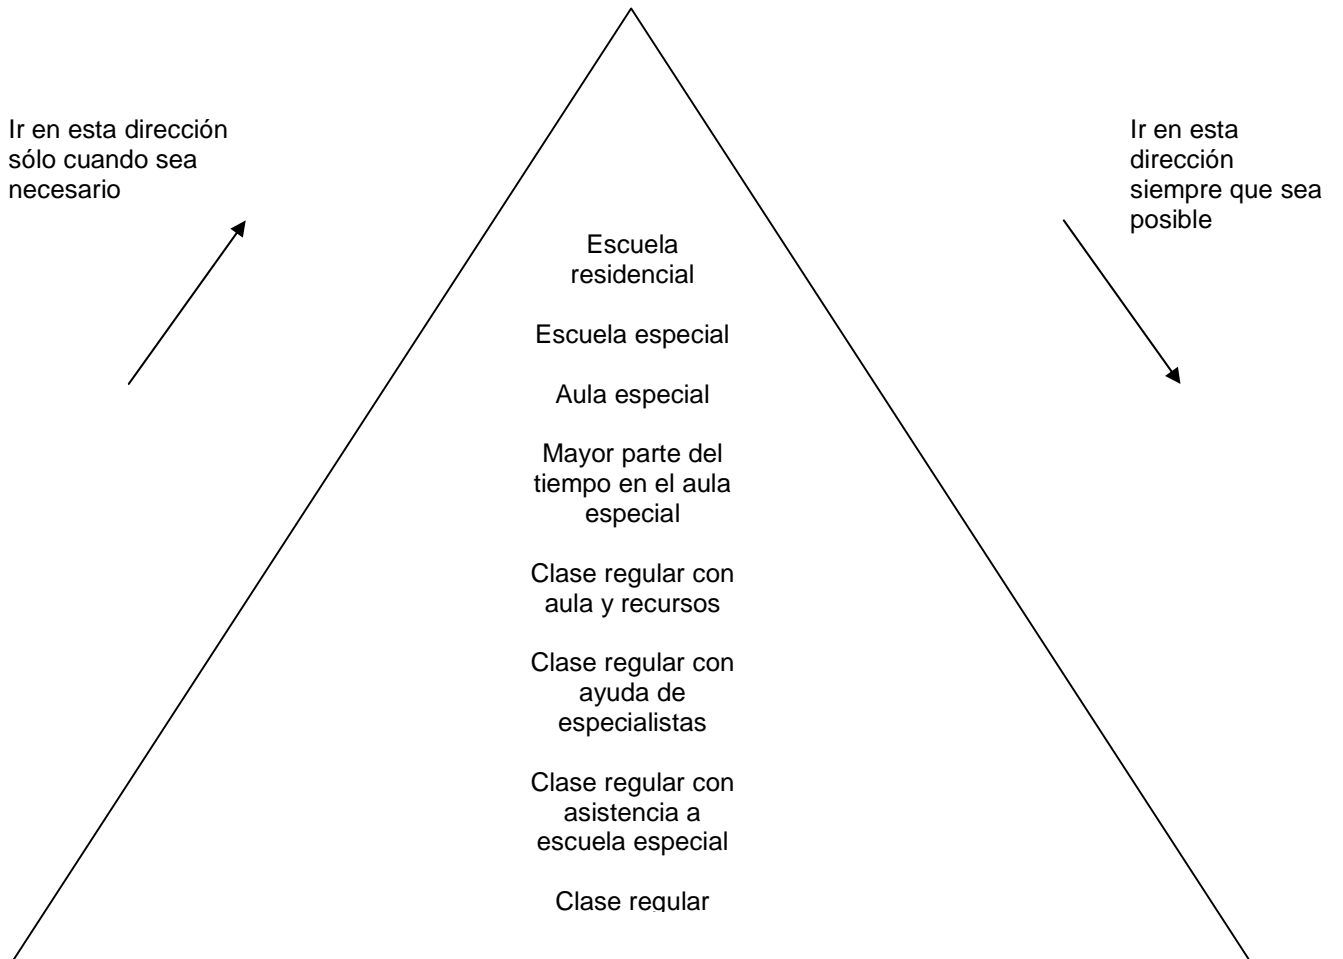 Ir en esta dirección
sólo cuando sea
necesario
Ir en esta
dirección
siempre que sea
posible
Escuela
residencial
Escuela especial
Aula especial
Mayor parte del
tiempo en el aula
especial
Clase regular con
aula y recursos
Clase regular con
ayuda de
especialistas
Clase regular con
asistencia a
escuela especial
Clase regular